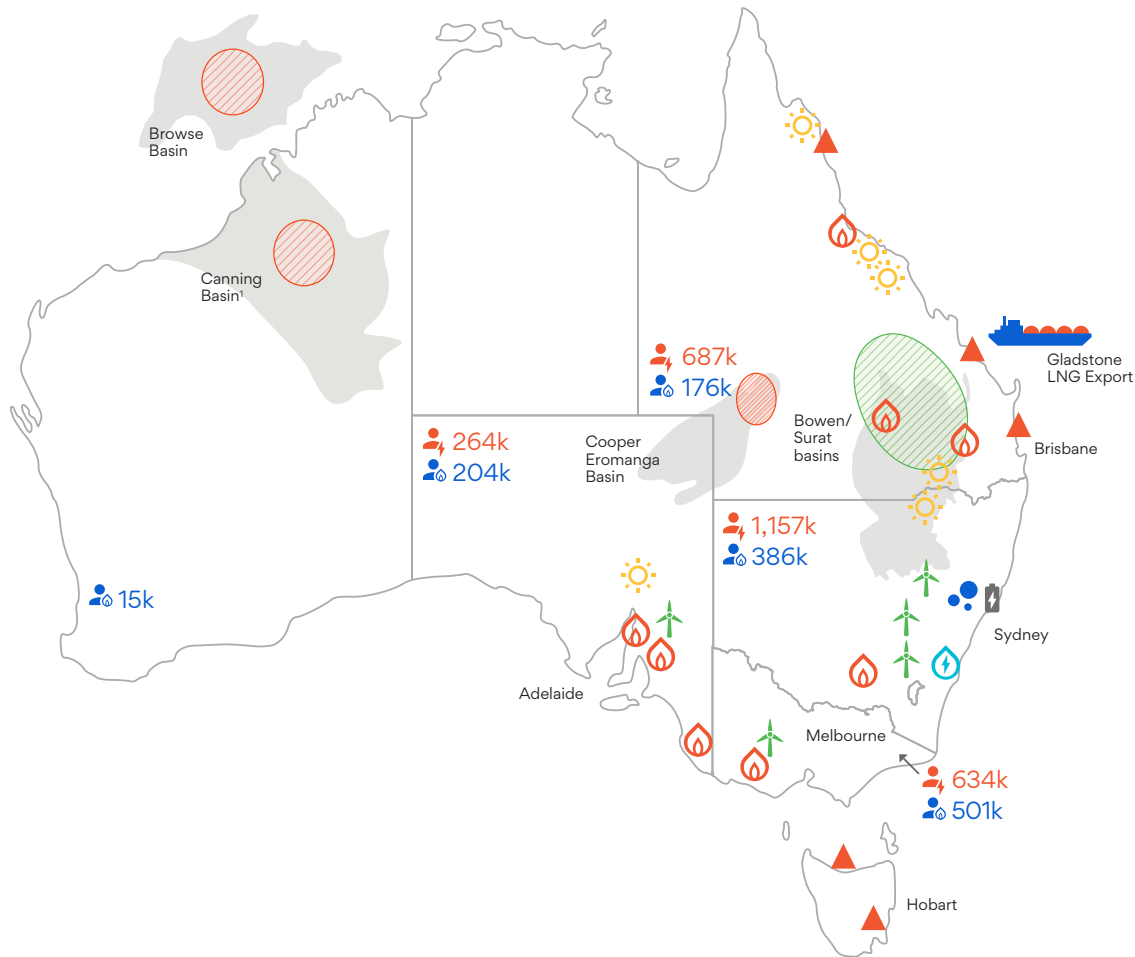 Browse
Basin
Canning
Basin¹
687k
176k
Gladstone
LNG Export
264k
204k
Cooper
Eromanga
Basin
Bowen/
Surat
basins
Brisbane
1,157k
386k
15k
Sydney
Adelaide
Melbourne
634k
501k
Hobart